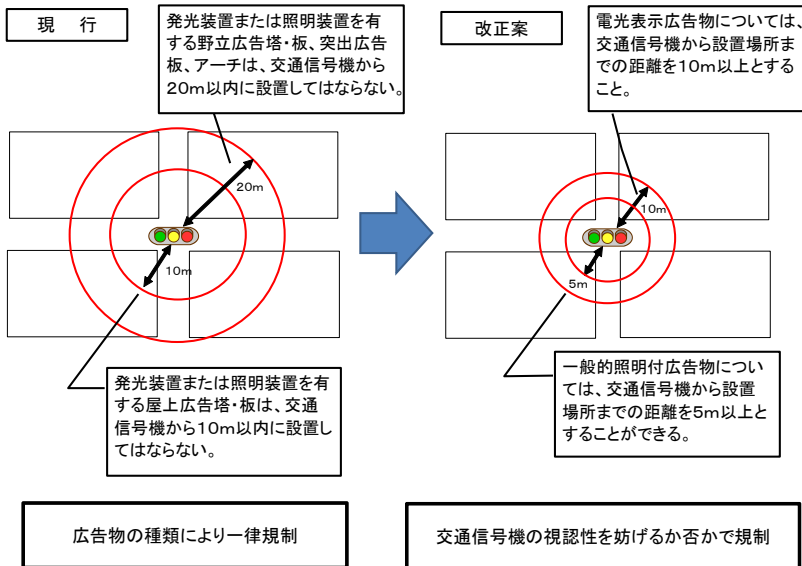 現　行
発光装置または照明装置を有
する野立広告塔・板、突出広告
板、アーチは、交通信号機から
20m以内に設置してはならない。
20m
10m
発光装置または照明装置を有
する屋上広告塔・板は、交通
信号機から10m以内に設置し
てはならない。
広告物の種類により一律規制
改正案
電光表示広告物については、
交通信号機から設置場所ま
での距離を10m以上とする
こと。
10m
5m
一般的照明付広告物につい
ては、交通信号機から設置
場所までの距離を5m以上と
することができる。
交通信号機の視認性を妨げるか否かで規制